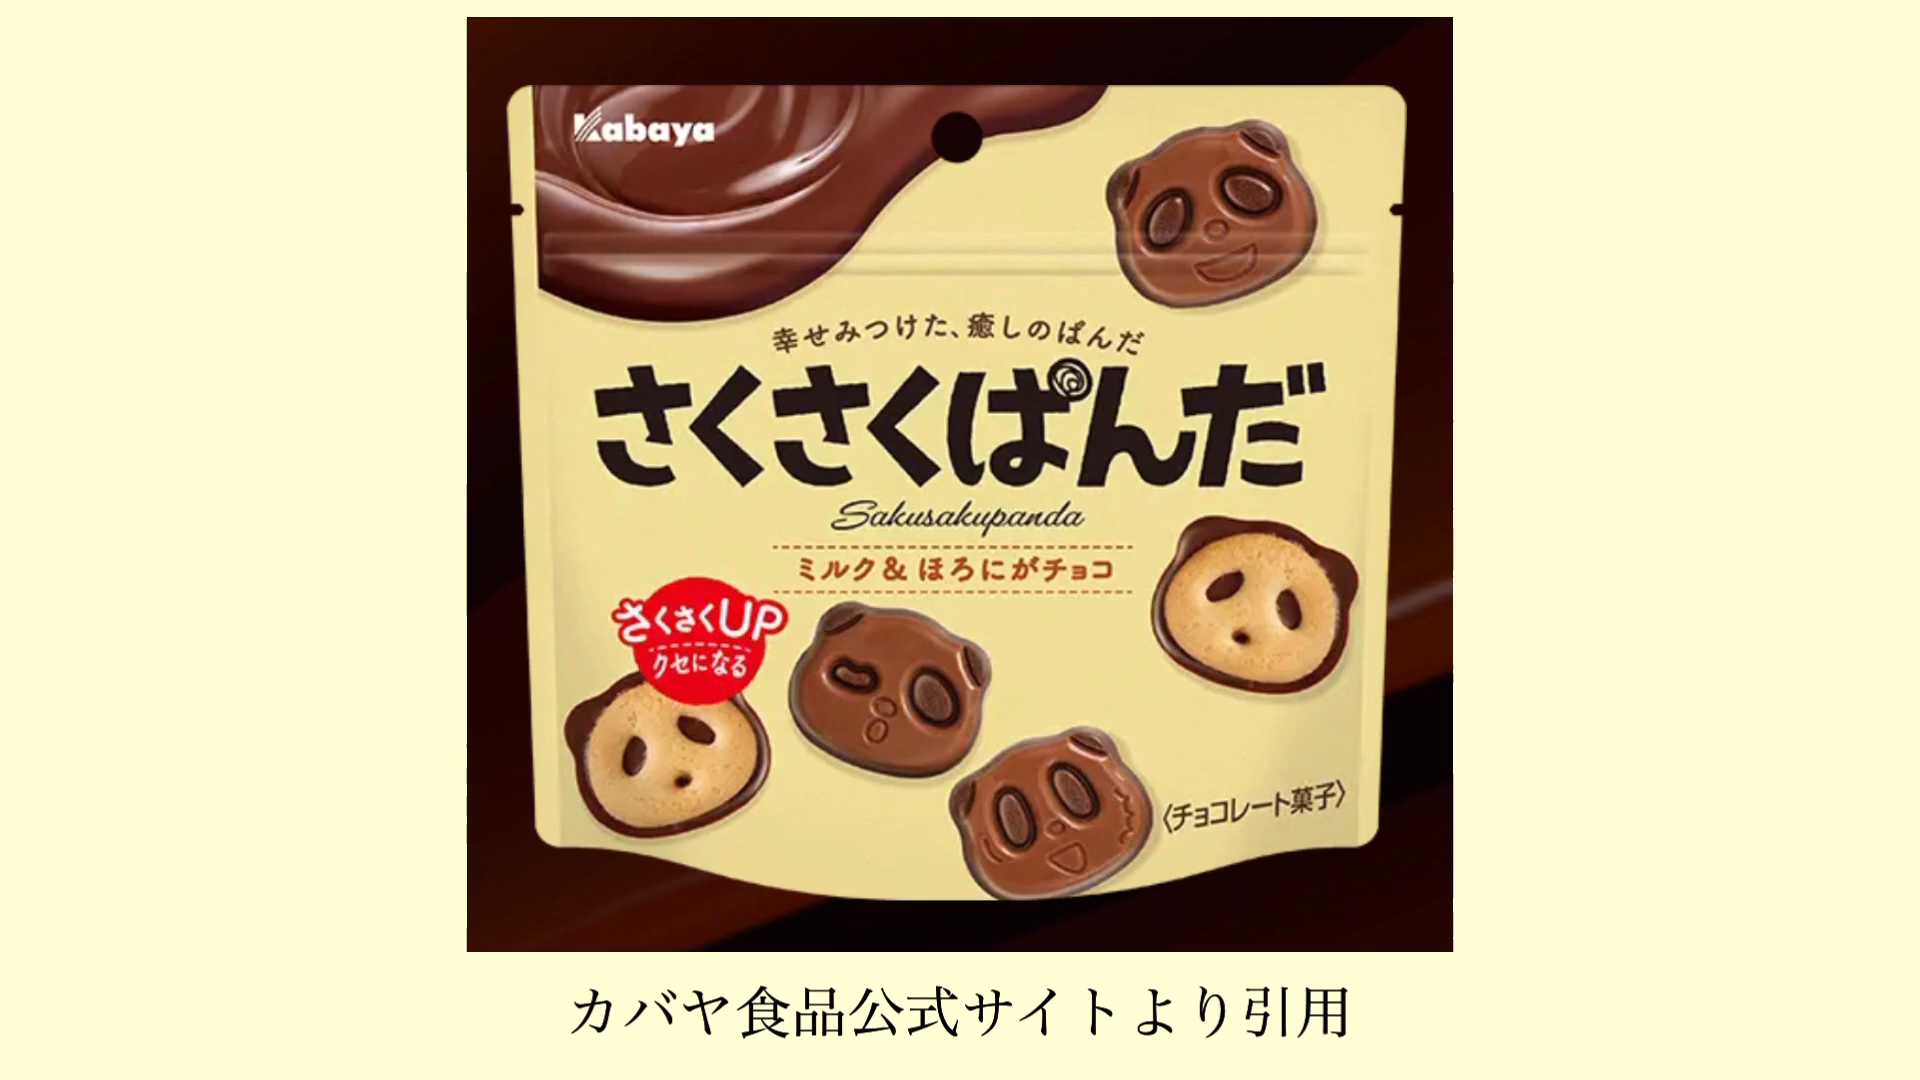 Kabaya
幸せみつけた、癒しのぱんだ
さくさくぱんだ
Sakusakupanda
ミルク&ほろにがチョコ
さくさくUP
クセになる
〈チョコレート菓子〉
カバヤ食品公式サイトより引用